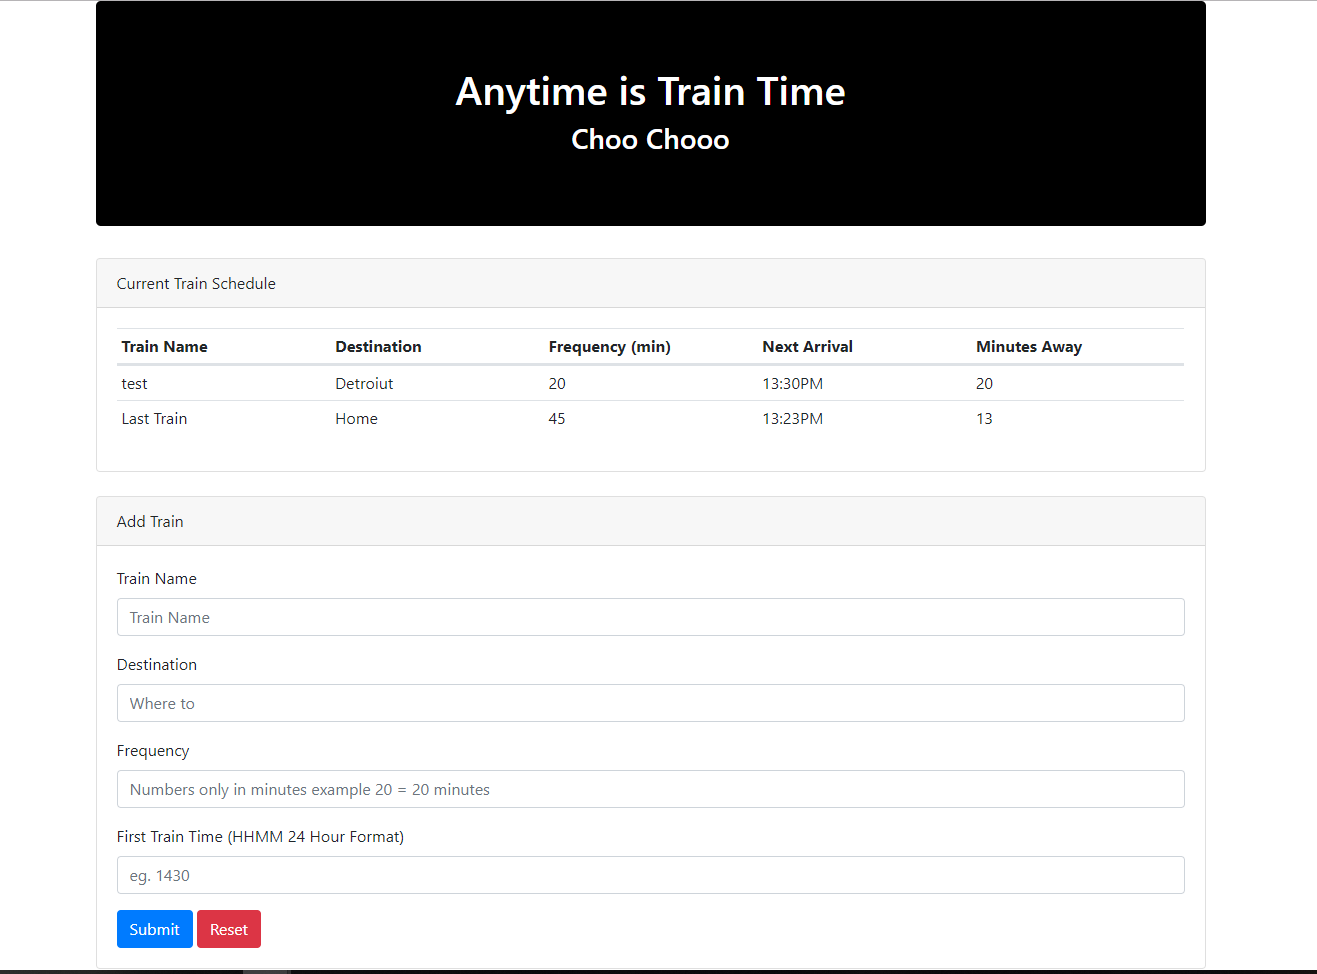 Anytime is Train Time
Choo Chooo
Current Train Schedule
Train Name Destination Frequency (min) Next Arrival Minutes Away
test Detroiut 20 13:30PM 20
Last Train Home 45 13:23PM 13
Add Train
Train Name
Train Name
Destination
Where to
Frequency
Numbers only in minutes example 20 = 20 minutes
First Train Time (HHMM 24 Hour Format)
eg. 1430
Submit Reset